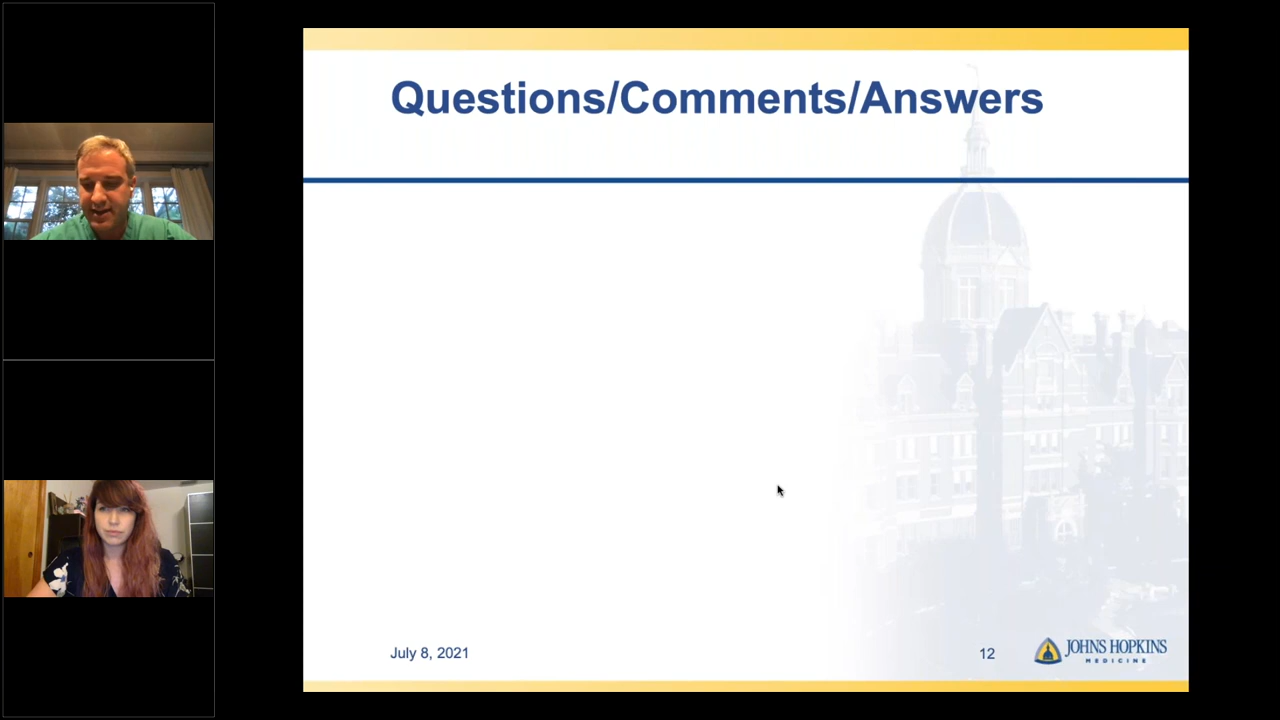 Questions/Comments/Answers
July 8, 2021
12
JOHNS HOPKINS
MEDICINE